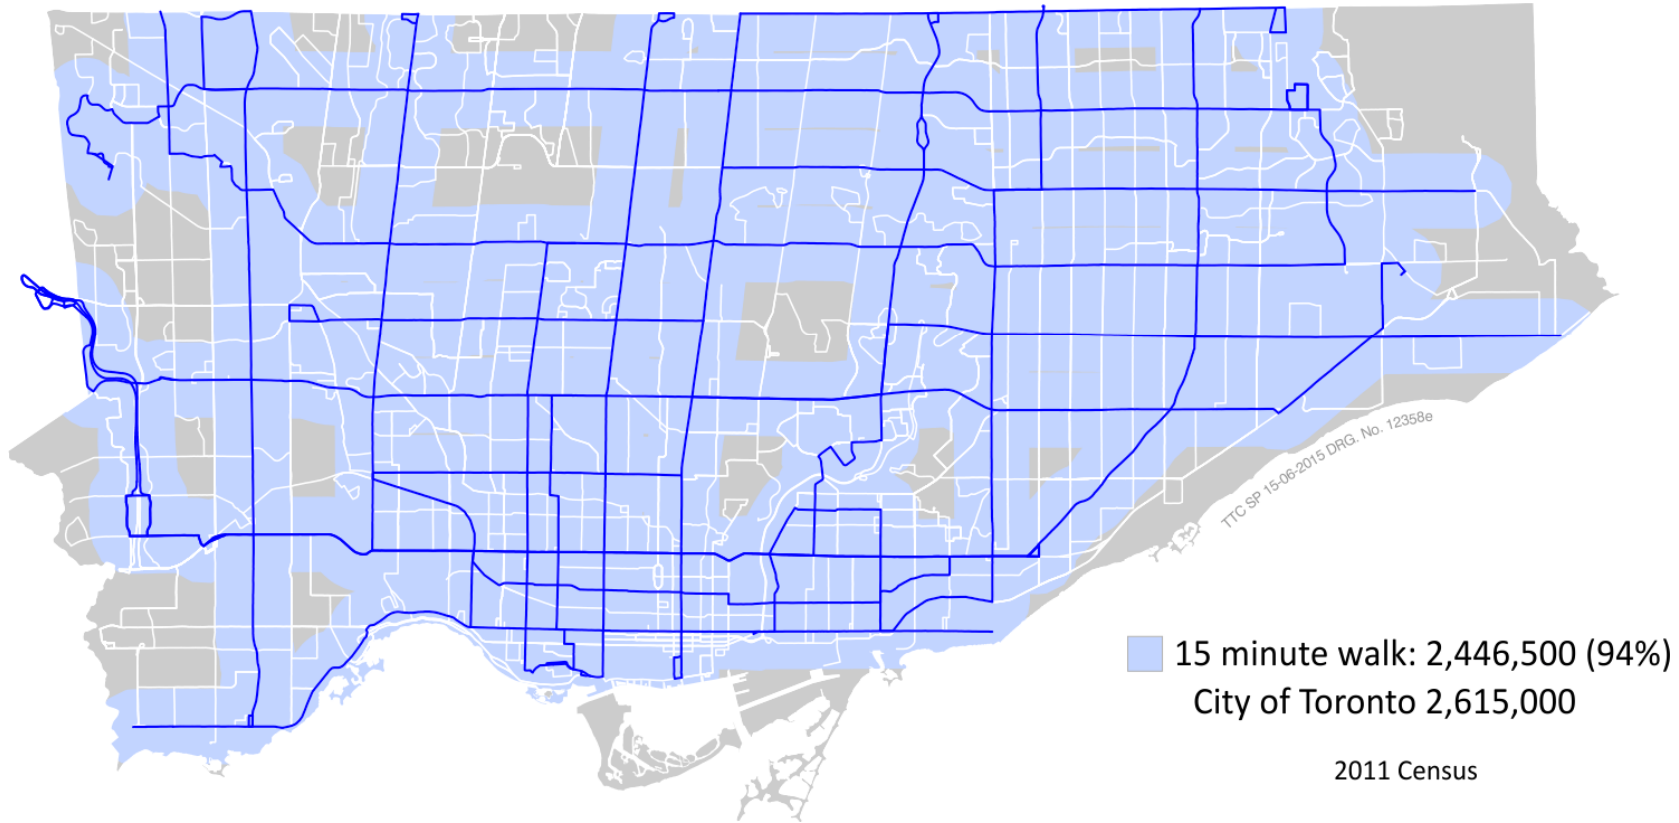 TTC SP 15-06-2015 DRG. No. 12358e
15 minute walk: 2,446,500 (94%)
City of Toronto 2,615,000
2011 Census